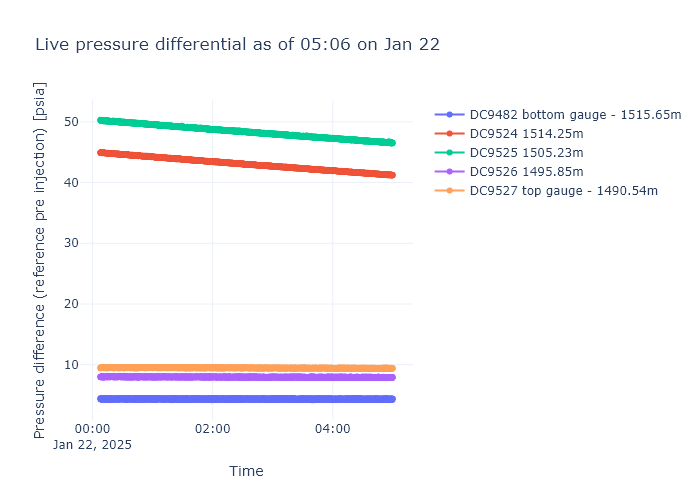 Live pressure differential as of 05:06 on Jan 22
Pressure difference (reference pre injection) [psia]
50
40
30
20
10
00:00
Jan 22, 2025
02:00
04:00
Time
DC9482 bottom gauge - 1515.65m
DC9524 1514.25m
DC9525 1505.23m
DC9526 1495.85m
DC9527 top gauge - 1490.54m